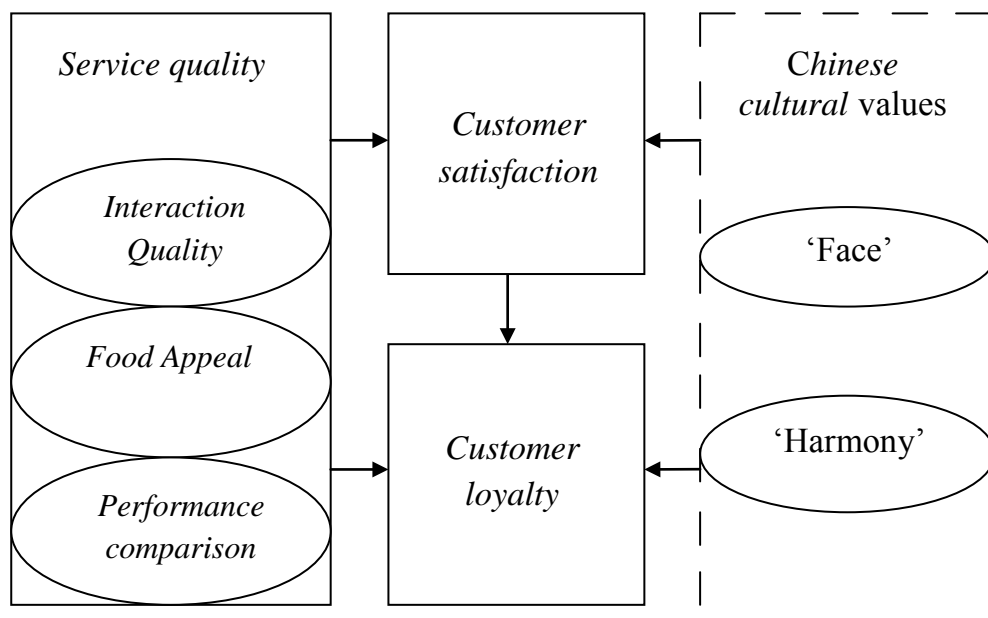 Service quality
Interaction
Quality
Food Appeal
Performance
comparison
Customer
satisfaction
Customer
loyalty
Chinese
cultural values
‘Face’
‘Harmony’